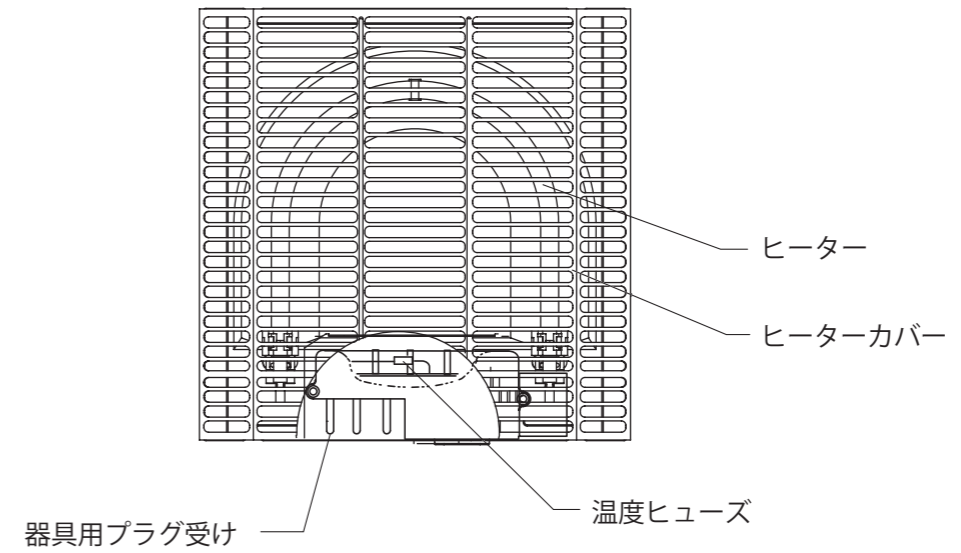 ヒーター
ヒーターカバー
温度ヒューズ
器具用プラグ受け